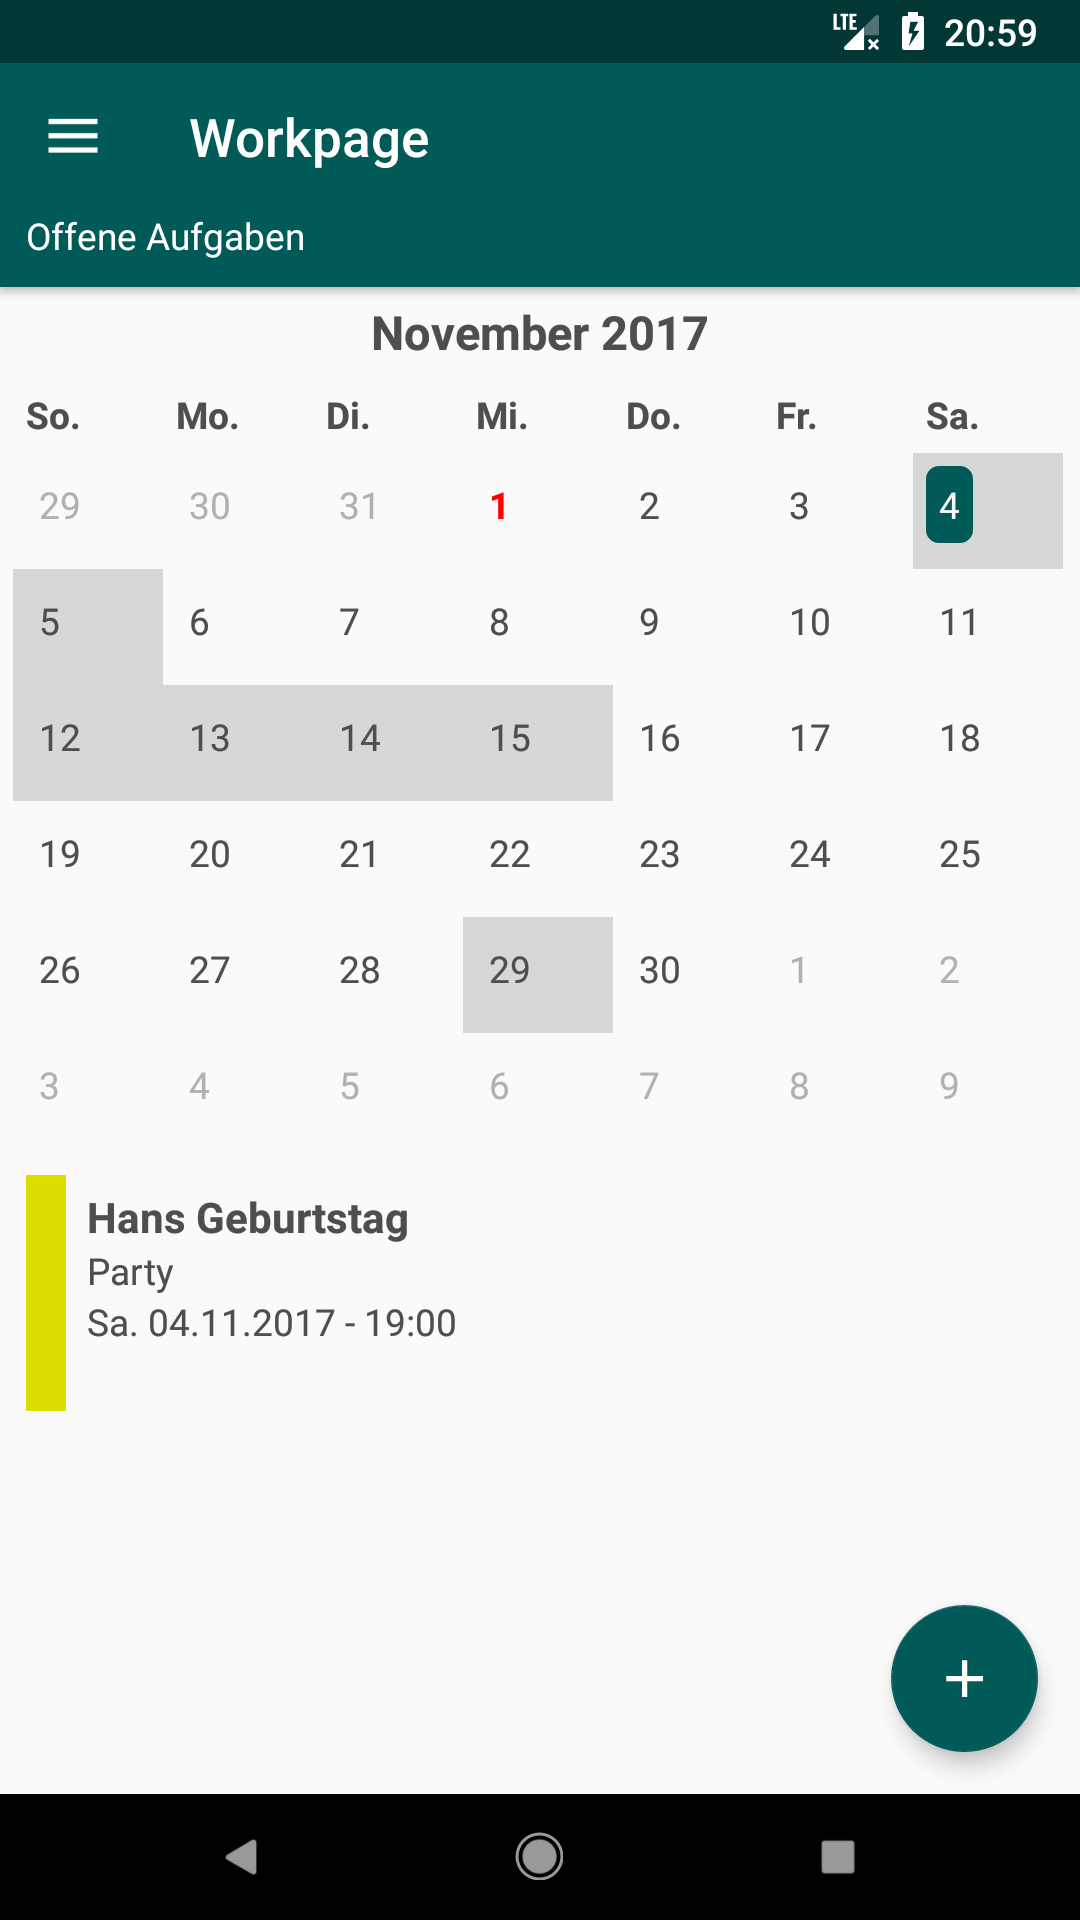 LTE 20:59
Workpage
Offene Aufgaben
November 2017
So. Mo. Di. Mi. Do. Fr. Sa.
29 30 31 1 2 3 4
5 6 7 8 9 10 11
12 13 14 15 16 17 18
19 20 21 22 23 24 25
26 27 28 29 30 1 2
3 4 5 6 7 8 9
Hans Geburtstag
Party
Sa. 04.11.2017 - 19:00